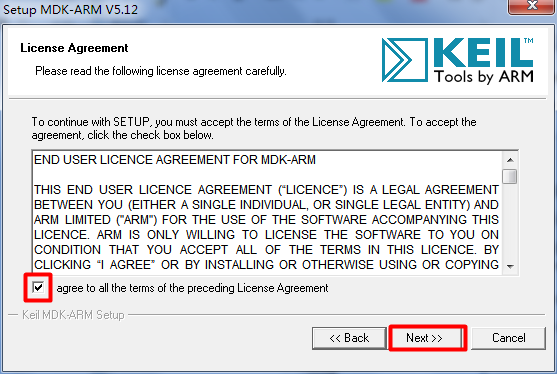 Setup MDK-ARM V5.12
License Agreement
Please read the following license agreement carefully.
KEIL™
Tools by ARM
To continue with SETUP, you must accept the terms of the License Agreement. To accept the
agreement, click the check box below.
END USER LICENCE AGREEMENT FOR MDK-ARM
THIS END USER LICENCE AGREEMENT ("LICENCE") IS A LEGAL AGREEMENT
BETWEEN YOU (EITHER A SINGLE INDIVIDUAL, OR SINGLE LEGAL ENTITY) AND
ARM LIMITED ("ARM") FOR THE USE OF THE SOFTWARE ACCOMPANYING THIS
LICENCE. ARM IS ONLY WILLING TO LICENSE THE SOFTWARE TO YOU ON
CONDITION THAT YOU ACCEPT ALL OF THE TERMS IN THIS LICENCE. BY
CLICKING "I AGREE" OR BY INSTALLING OR OTHERWISE USING OR COPYING
agree to all the terms of the preceding License Agreement
Keil MDK-ARM Setup
<< Back
Next >>
Cancel